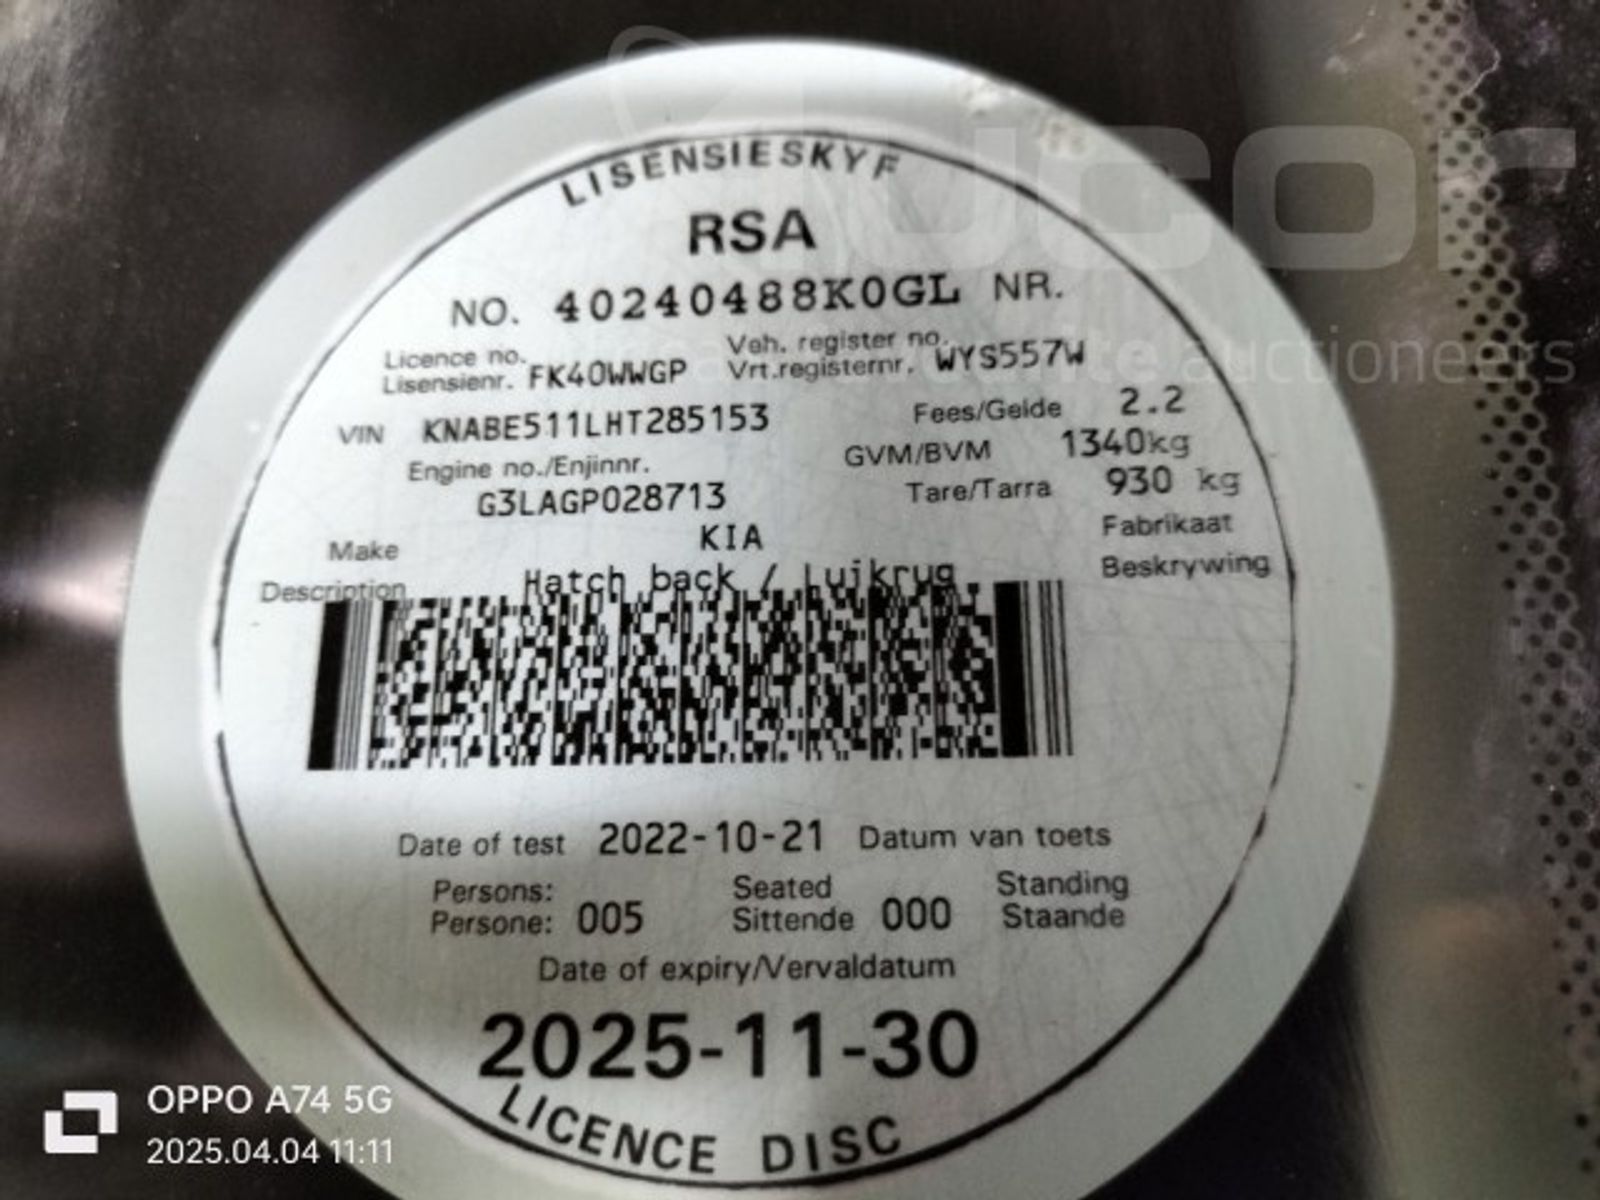 LISENSIESKYF
RSA
NO. 40240488K0GL NR.
Licence no. Veh. register no.
Lisensienr. FK40WWGP Vrt.registernr. WYS557W
VIN KNABE511LHT285153 Fees/Gelde 2.2
Engine no./Enjinnr. GVM/BVM 1340kg
G3LAGP028713 Tare/Tarra 930 kg
Make KIA Fabrikaat
Description Hatch back / Luikrug Beskrywing
Date of test 2022-10-21 Datum van toets
Persons: Seated Standing
Persone: 005 Sittende 000 Staande
Date of expiry/Vervaldatum
2025-11-30
LICENCE DISC
OPPO A74 5G
2025.04.04 11:11
ucor
auctioneers